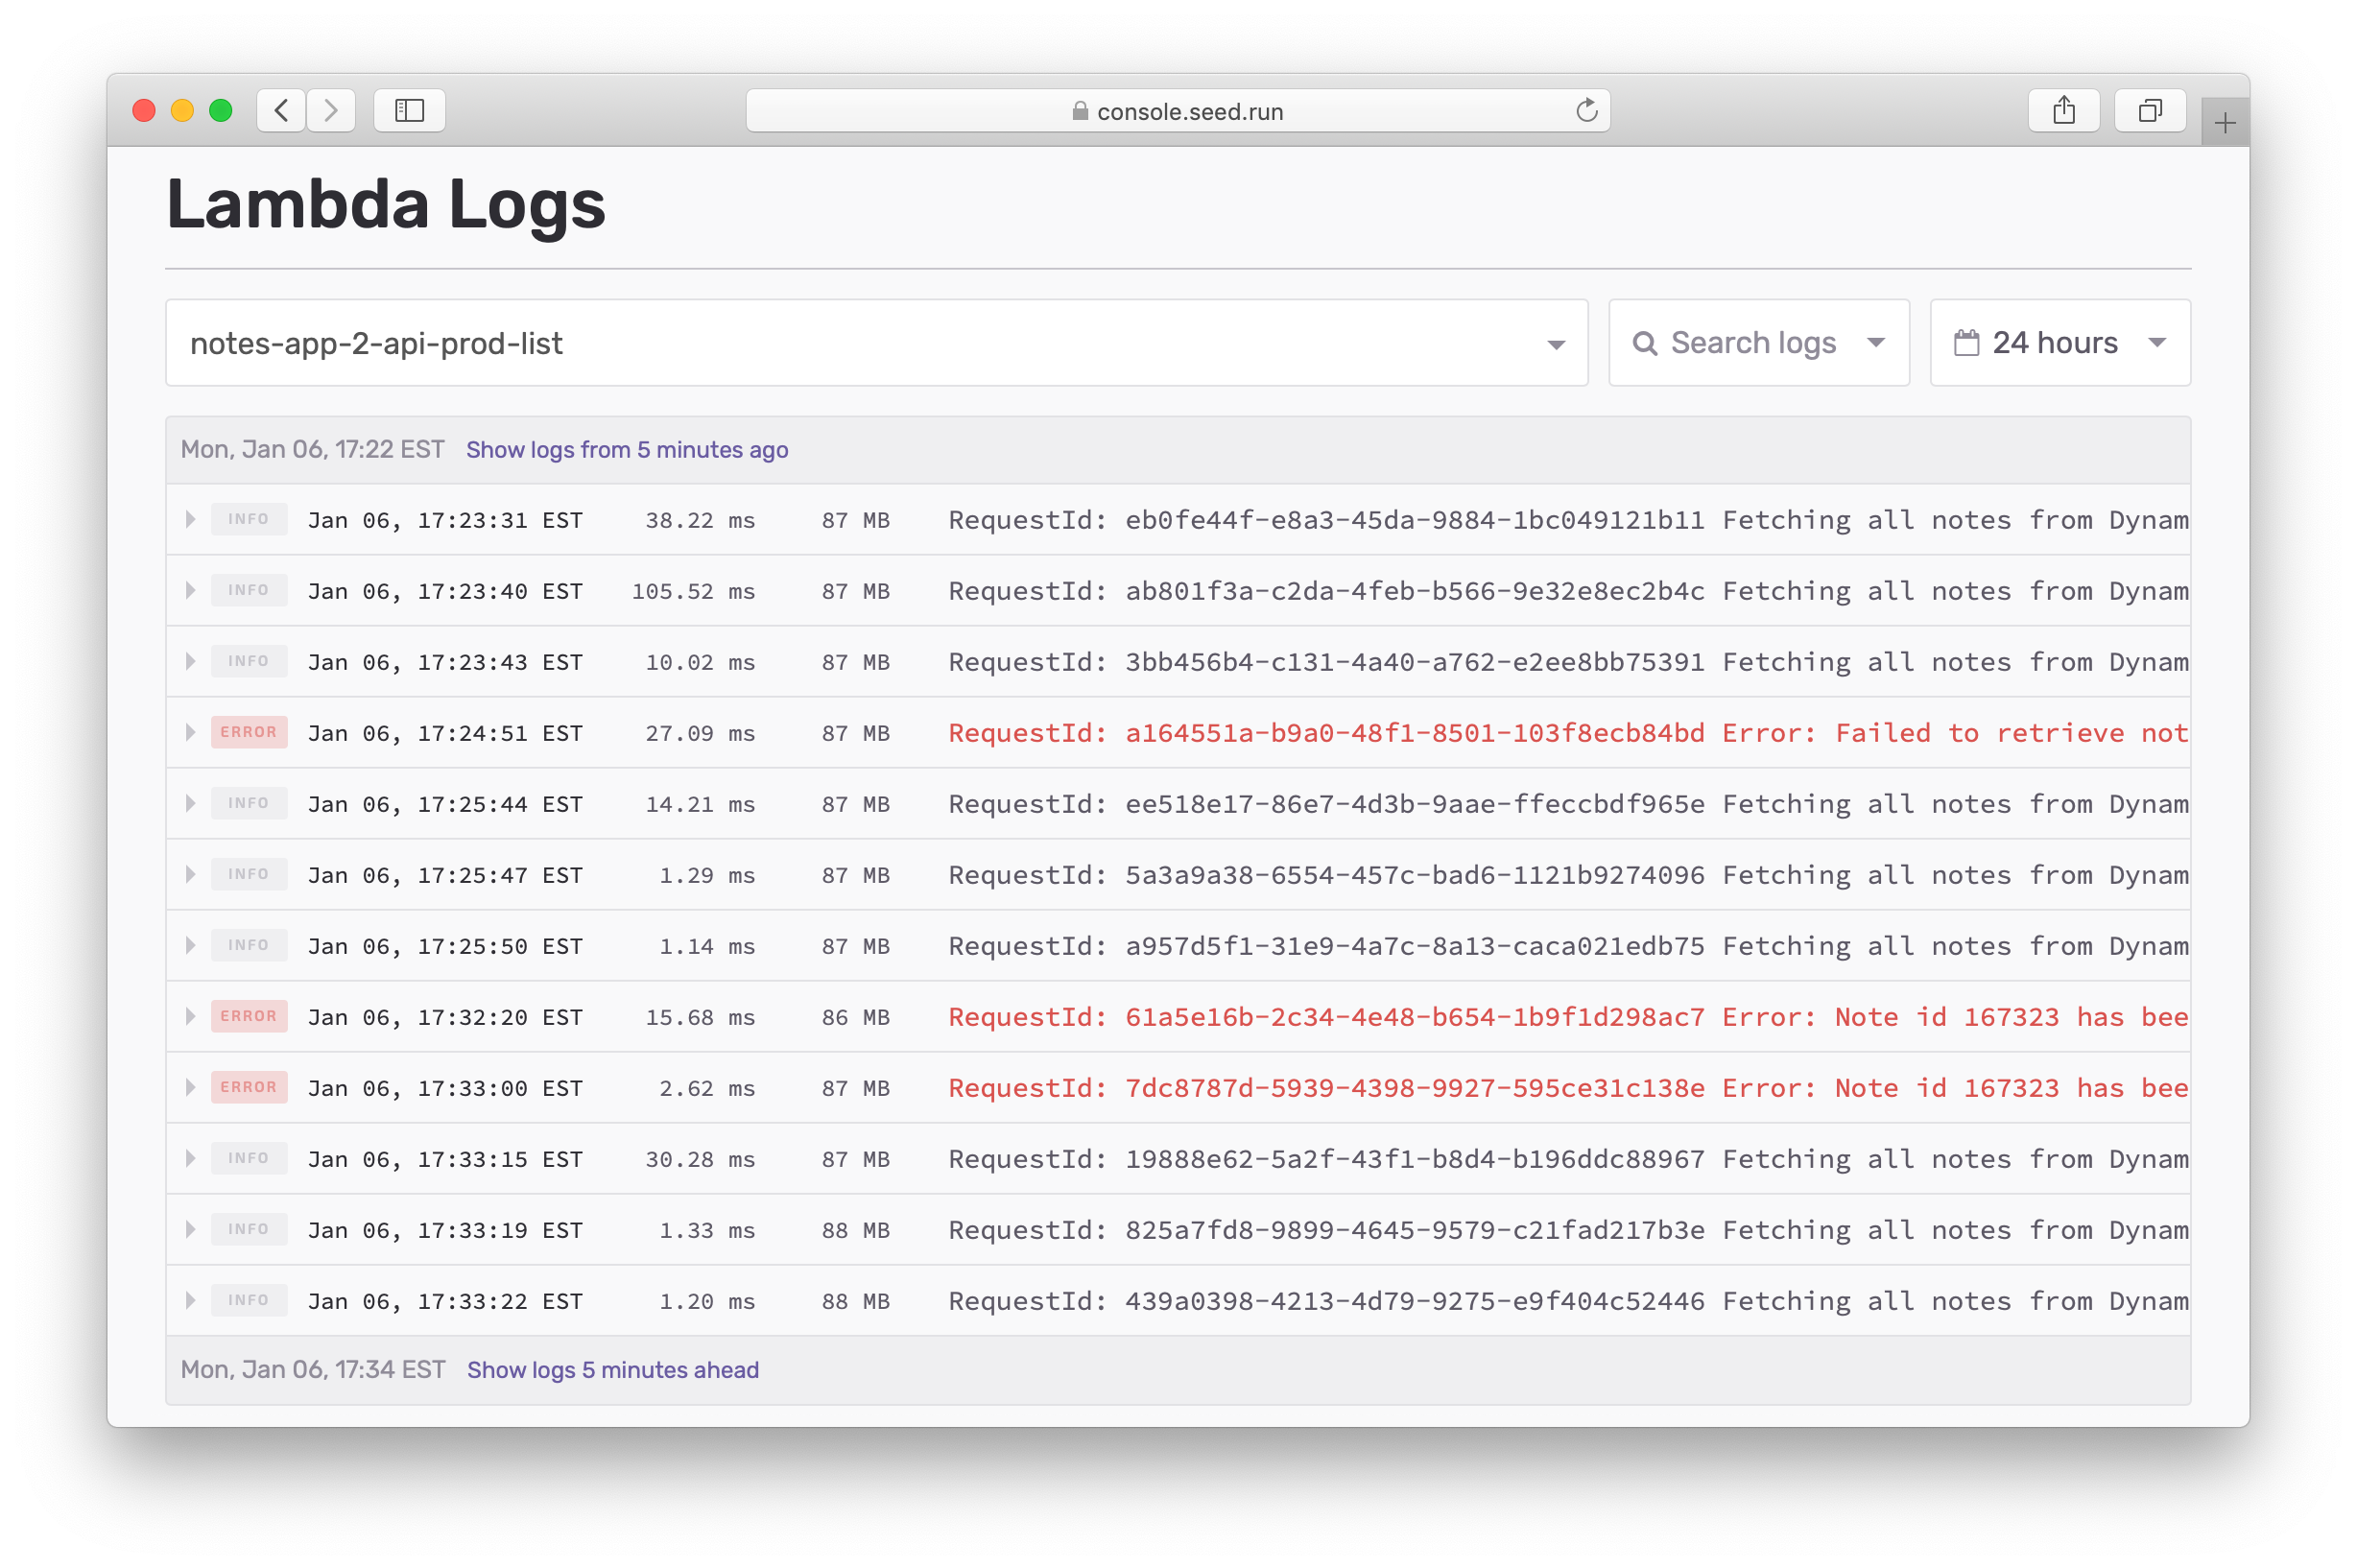 console.seed.run
Lambda Logs
notes-app-2-api-prod-list Search logs 24 hours
Mon, Jan 06, 17:22 EST Show logs from 5 minutes ago
INFO Jan 06, 17:23:31 EST 38.22 ms 87 MB RequestId: eb0fe44f-e8a3-45da-9884-1bc049121b11 Fetching all notes from Dynam
INFO Jan 06, 17:23:40 EST 105.52 ms 87 MB RequestId: ab801f3a-c2da-4feb-b566-9e32e8ec2b4c Fetching all notes from Dynam
INFO Jan 06, 17:23:43 EST 10.02 ms 87 MB RequestId: 3bb456b4-c131-4a40-a762-e2ee8bb75391 Fetching all notes from Dynam
ERROR Jan 06, 17:24:51 EST 27.09 ms 87 MB RequestId: a164551a-b9a0-48f1-8501-103f8ecb84bd Error: Failed to retrieve not
INFO Jan 06, 17:25:44 EST 14.21 ms 87 MB RequestId: ee518e17-86e7-4d3b-9aae-ffeccbdf965e Fetching all notes from Dynam
INFO Jan 06, 17:25:47 EST 1.29 ms 87 MB RequestId: 5a3a9a38-6554-457c-bad6-1121b9274096 Fetching all notes from Dynam
INFO Jan 06, 17:25:50 EST 1.14 ms 87 MB RequestId: a957d5f1-31e9-4a7c-8a13-caca021edb75 Fetching all notes from Dynam
ERROR Jan 06, 17:32:20 EST 15.68 ms 86 MB RequestId: 61a5e16b-2c34-4e48-b654-1b9f1d298ac7 Error: Note id 167323 has bee
ERROR Jan 06, 17:33:00 EST 2.62 ms 87 MB RequestId: 7dc8787d-5939-4398-9927-595ce31c138e Error: Note id 167323 has bee
INFO Jan 06, 17:33:15 EST 30.28 ms 87 MB RequestId: 19888e62-5a2f-43f1-b8d4-b196ddc88967 Fetching all notes from Dynam
INFO Jan 06, 17:33:19 EST 1.33 ms 88 MB RequestId: 825a7fd8-9899-4645-9579-c21fad217b3e Fetching all notes from Dynam
INFO Jan 06, 17:33:22 EST 1.20 ms 88 MB RequestId: 439a0398-4213-4d79-9275-e9f404c52446 Fetching all notes from Dynam
Mon, Jan 06, 17:34 EST Show logs 5 minutes ahead